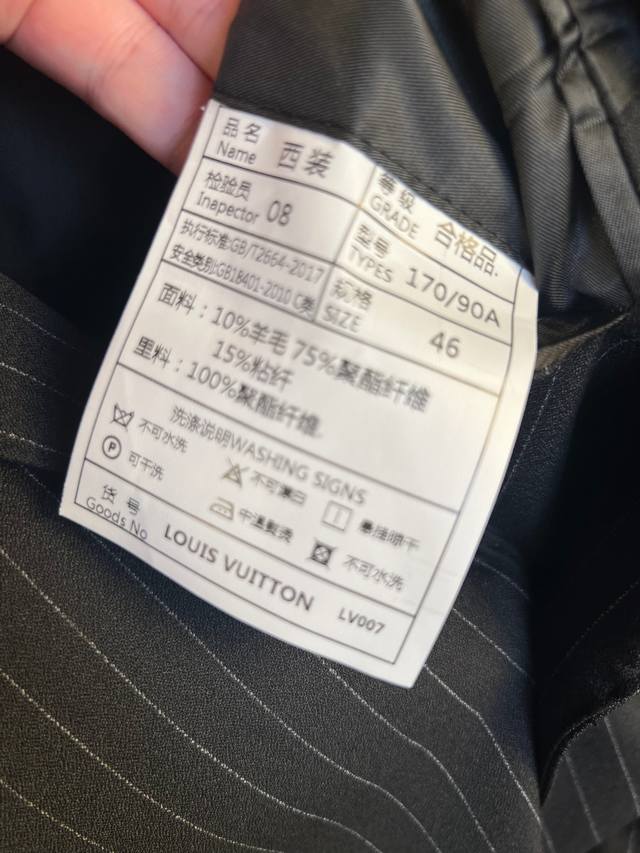 品名 Name 西装
等级 GRADE 合格品.
检验员 Inapector 08
型号 TYPES 170/90A
执行标准:GB/T2664-2017
安全类别:GB18401-2010 C类
规格 SIZE 46
面料：10%羊毛 75%聚酯纤维
15%粘纤
里料：100%聚酯纤维.
洗涤说明WASHING SIGNS
不可水洗 不可漂白 悬挂晾干
P 可干洗 中温熨烫 不可水洗
货号 Goods No LOUIS VUITTON LV007